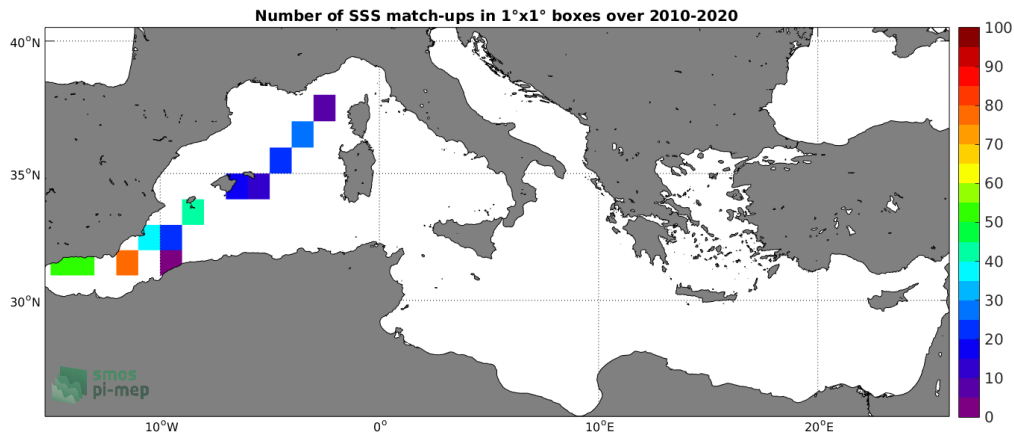 Number of SSS match-ups in 1°x1° boxes over 2010-2020
40°N
35°N
30°N
10°W
0°
10°E
20°E
100
90
80
70
60
50
40
30
20
10
0
smos
pi-mep